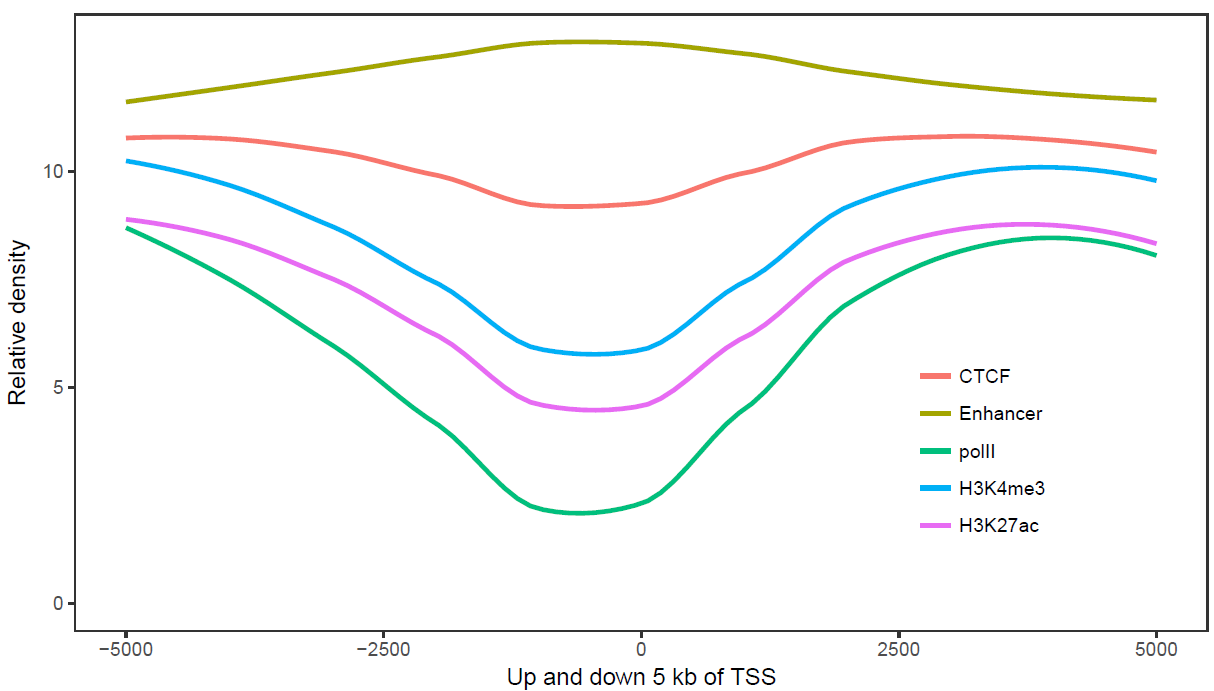 Relative density
10
5
0
CTCF
Enhancer
polII
H3K4me3
H3K27ac
−5000
−2500
0
2500
5000
Up and down 5 kb of TSS